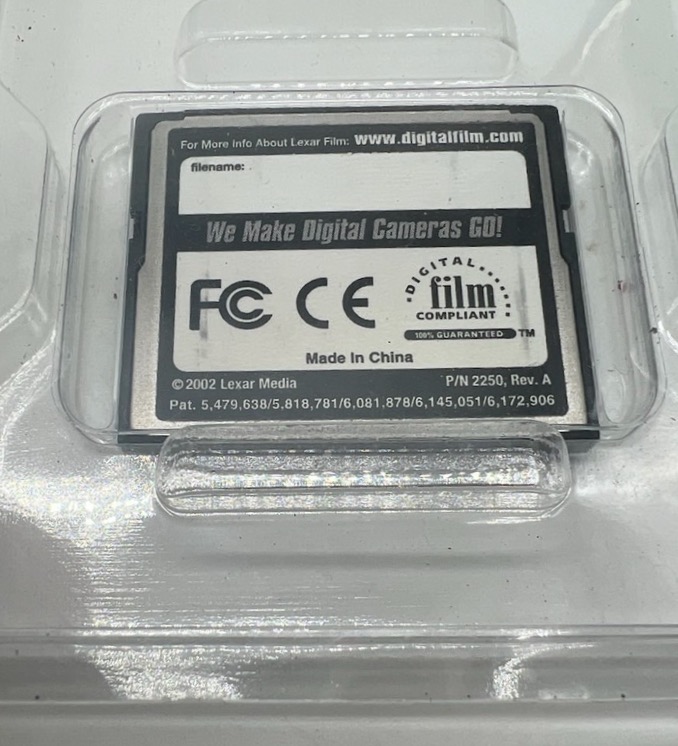 For More Info About Lexar Film: www.digitalfilm.com
filename:
We Make Digital Cameras GO!
FC CE
DIGITAL
film
COMPLIANT
100% GUARANTEED TM
Made In China
© 2002 Lexar Media P/N 2250, Rev. A
Pat. 5,479,638/5,818,781/6,081,878/6,145,051/6,172,906